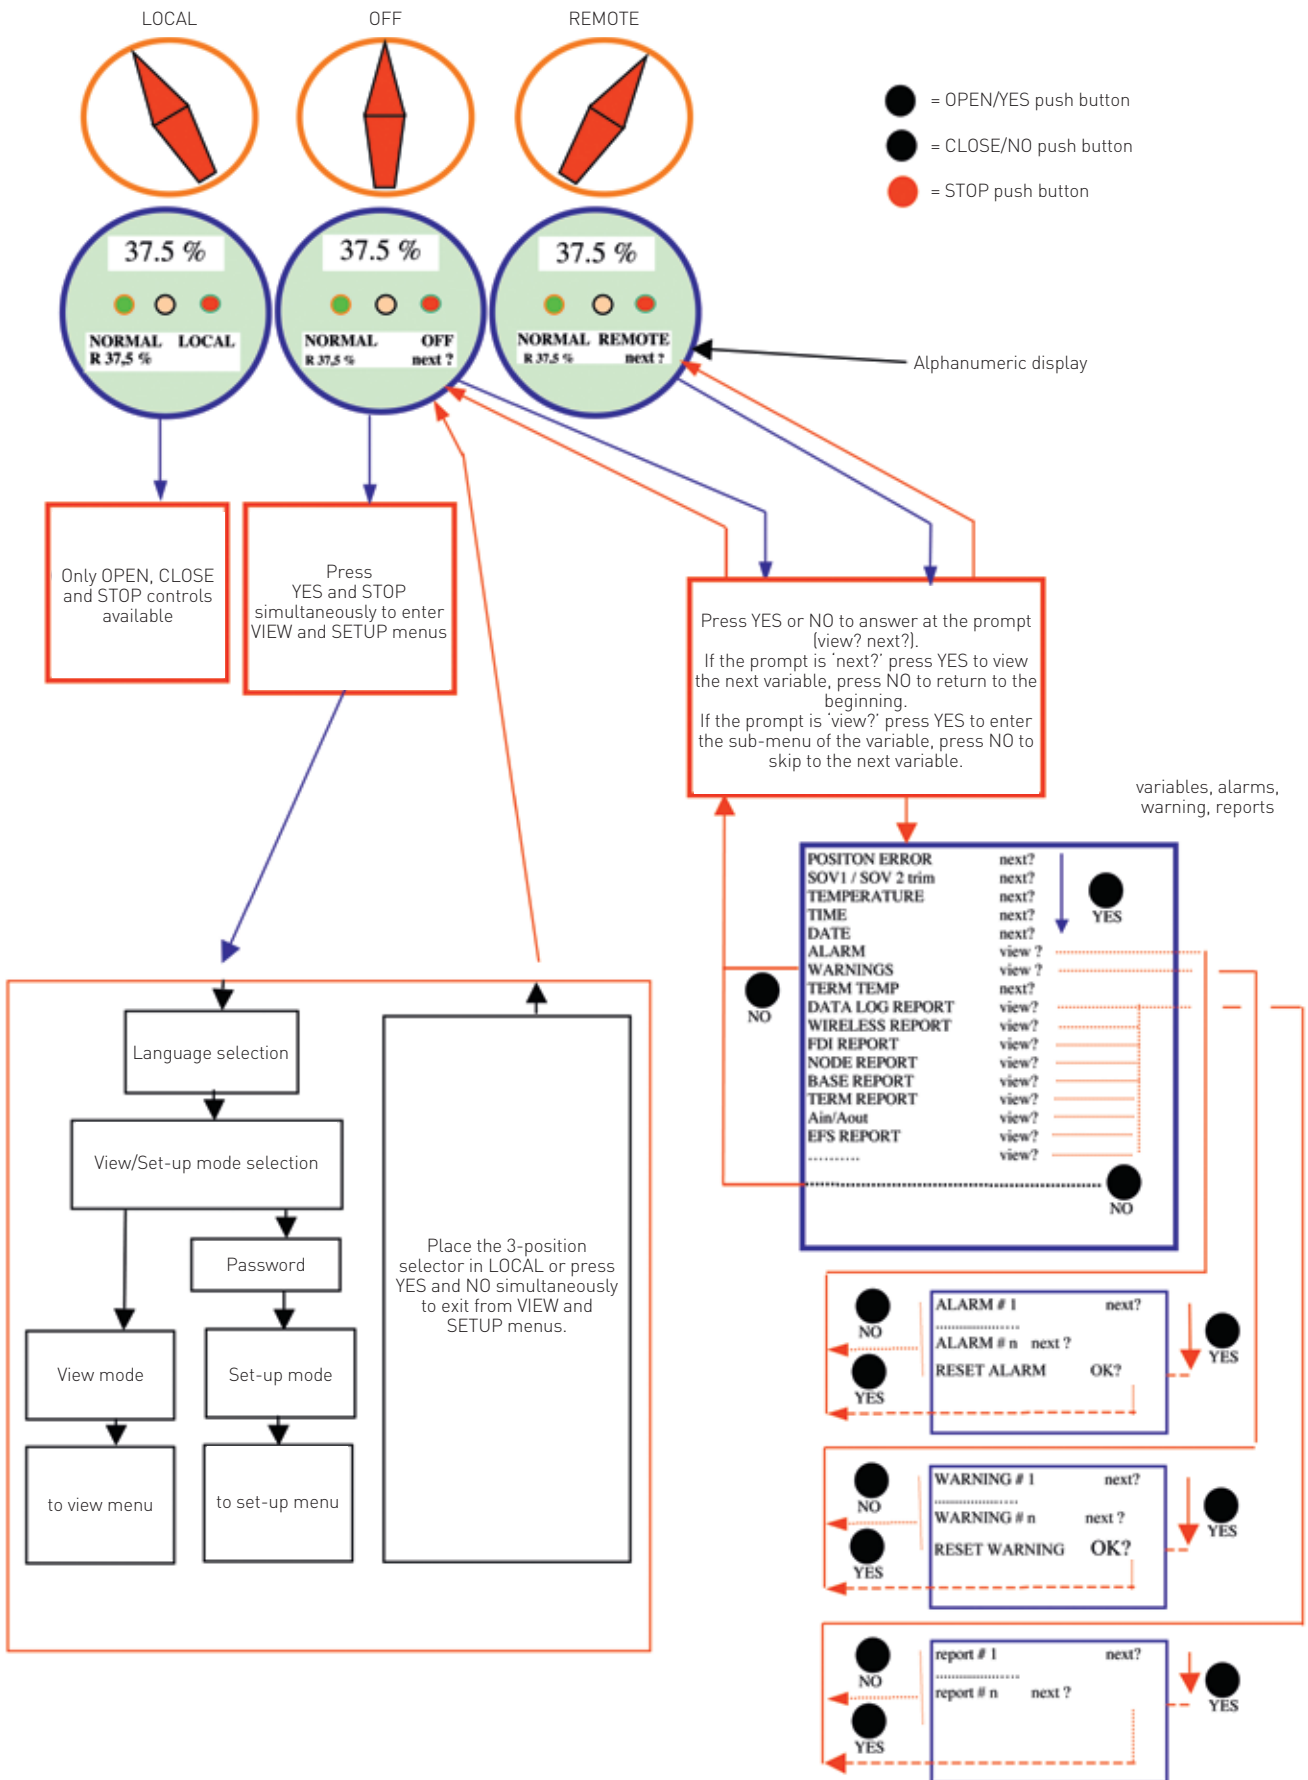 LOCAL OFF REMOTE
= OPEN/YES push button
= CLOSE/NO push button
= STOP push button
37.5 %
NORMAL LOCAL
R 37,5 %
37.5 %
NORMAL OFF
R 37,5 % next ?
37.5 %
NORMAL REMOTE
R 37,5 % next ?
Alphanumeric display
Only OPEN, CLOSE
and STOP controls
available
Press
YES and STOP
simultaneously to enter
VIEW and SETUP menus
Press YES or NO to answer at the prompt
(view? next?).
If the prompt is 'next?' press YES to view
the next variable, press NO to return to the
beginning.
If the prompt is 'view?' press YES to enter
the sub-menu of the variable, press NO to
skip to the next variable.
variables, alarms,
warning, reports
POSITON ERROR next?
SOV1 / SOV 2 trim next?
TEMPERATURE next?
TIME next?
DATE next?
ALARM view ?
WARNINGS view ?
TERM TEMP next?
DATA LOG REPORT view?
WIRELESS REPORT view?
FDI REPORT view?
NODE REPORT view?
BASE REPORT view?
TERM REPORT view?
Ain/Aout view?
EFS REPORT view?
........... view?
YES
NO
NO
Language selection
View/Set-up mode selection
Password
View mode
Set-up mode
to view menu
to set-up menu
Place the 3-position
selector in LOCAL or press
YES and NO simultaneously
to exit from VIEW and
SETUP menus.
NO
YES
ALARM # 1 next?
.....................
ALARM # n next ?
RESET ALARM OK?
YES
NO
YES
WARNING # 1 next?
.....................
WARNING # n next ?
RESET WARNING OK?
YES
NO
YES
report # 1 next?
.....................
report # n next ?
YES